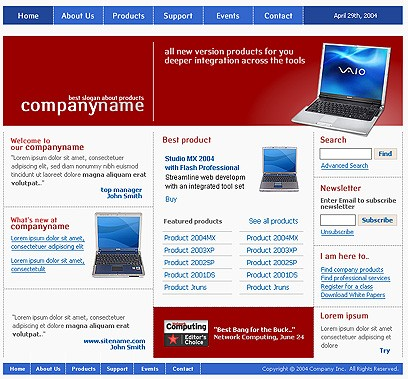 Home About Us Products Support Events Contact April 29th, 2004
all new version products for you
deeper integration across the tools
VAIO
best slogan about products
companyname
Welcome to
our companyname
"Lorem ipsum dolor sit amet, consectetuer
adipiscing elit, sed diam nonummy nibh euismod
tincidunt ut laoreet dolore magna aliquam erat
volutpat.."
top manager
John Smith
What's new at
companyname
Lorem ipsum dolor sit amet,
consectetuer adipiscing elit
Lorem ipsum dolor sit amet,
consectetuIt
"Lorem ipsum dolor sit amet,
consectetuer adipiscing elit, sed
dolore magna aliquam erat
volutpat.."
www.sitename.com
John Smith
Best product
Studio MX 2004
with Flash Professional
Streamline web developm
with an integrated tool set
Buy
Featured products See all products
Product 2004MX Product 2004MX
Product 2003XP Product 2003XP
Product 2002SP Product 2002SP
Product 2001DS Product 2001DS
Product Jruns Product Jruns
Computing
Editor's
Choice
"Best Bang for the Buck.."
Network Computing, June 24
Search
Find
Advanced Search
Newsletter
Enter Email to subscribe
newsletter
Subscribe
Unsubscribe
I am here to..
Find company products
Find professional services
Register for a class
Download White Papers
Lorem ipsum
dolor sit amet,
Try
Home About Us Products Support Events Contact Copyright © 2004 Company Inc. All Rights Reserved.